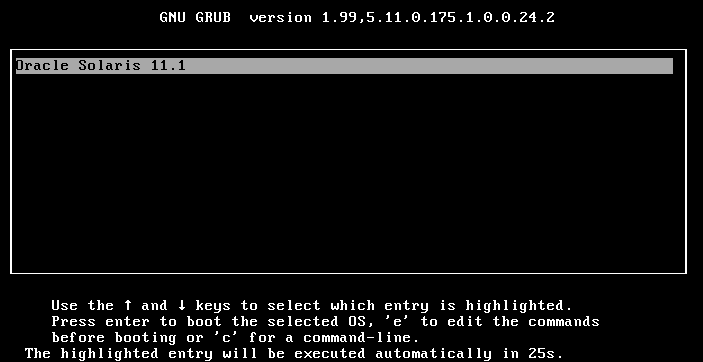 GNU GRUB  version 1.99,5.11.0.175.1.0.0.24.2
Oracle Solaris 11.1
Use the ↑ and ↓ keys to select which entry is highlighted.
Press enter to boot the selected OS, 'e' to edit the commands
before booting or 'c' for a command-line.
The highlighted entry will be executed automatically in 25s.